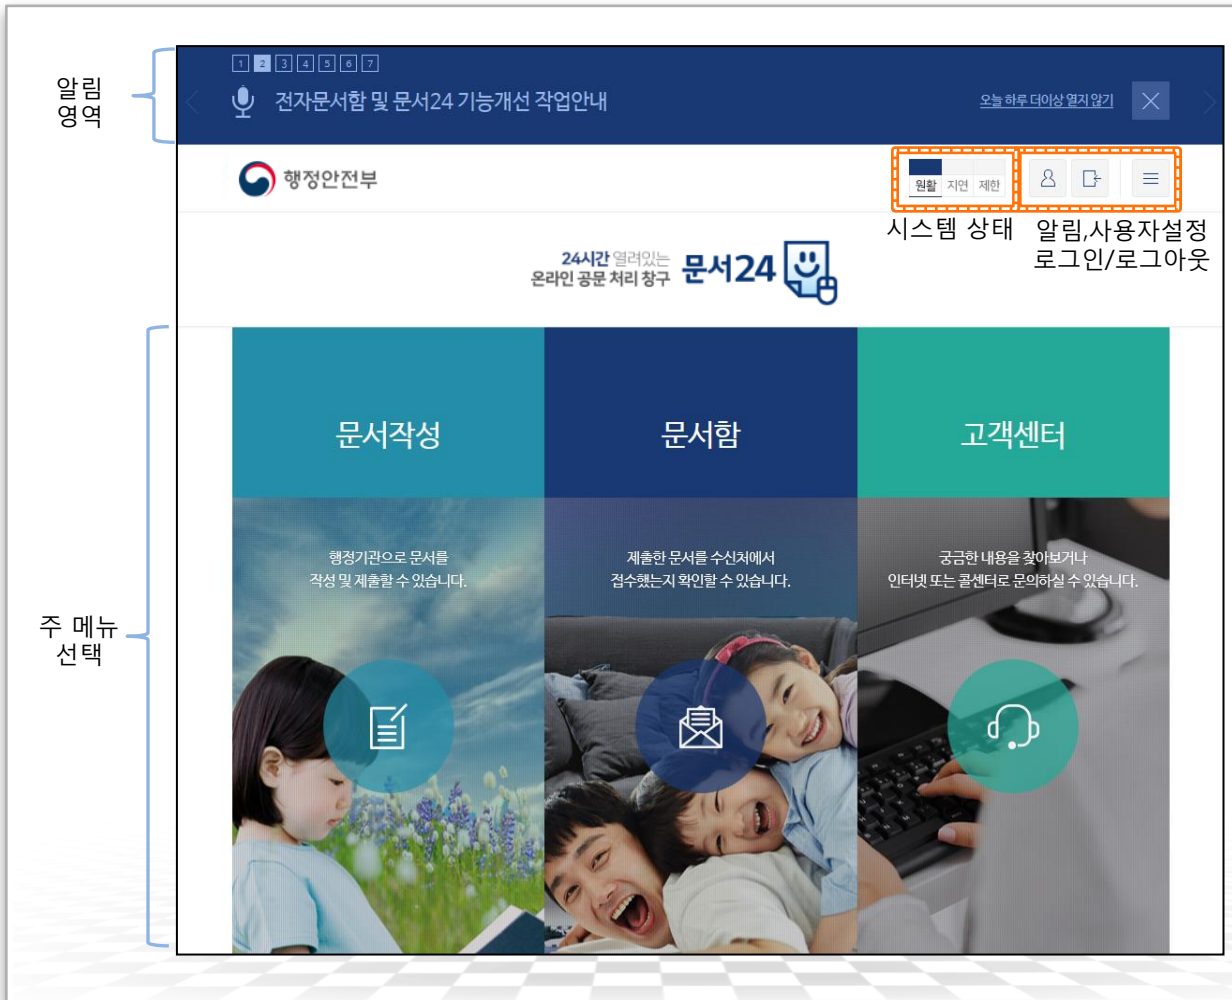 1 2 3 4 5 6 7
알림
영역
전자문서함 및 문서24 기능개선 작업안내
오늘 하루 더이상 열지 않기
행정안전부
원활 지연 제한
시스템 상태
알림,사용자설정
로그인/로그아웃
24시간 열려있는
온라인 공문 처리 창구
문서24
문서작성
문서함
고객센터
행정기관으로 문서를
작성 및 제출할 수 있습니다.
제출한 문서를 수신처에서
접수했는지 확인할 수 있습니다.
궁금한 내용을 찾아보거나
인터넷 또는 콜센터로 문의하실 수 있습니다.
주 메뉴
선택